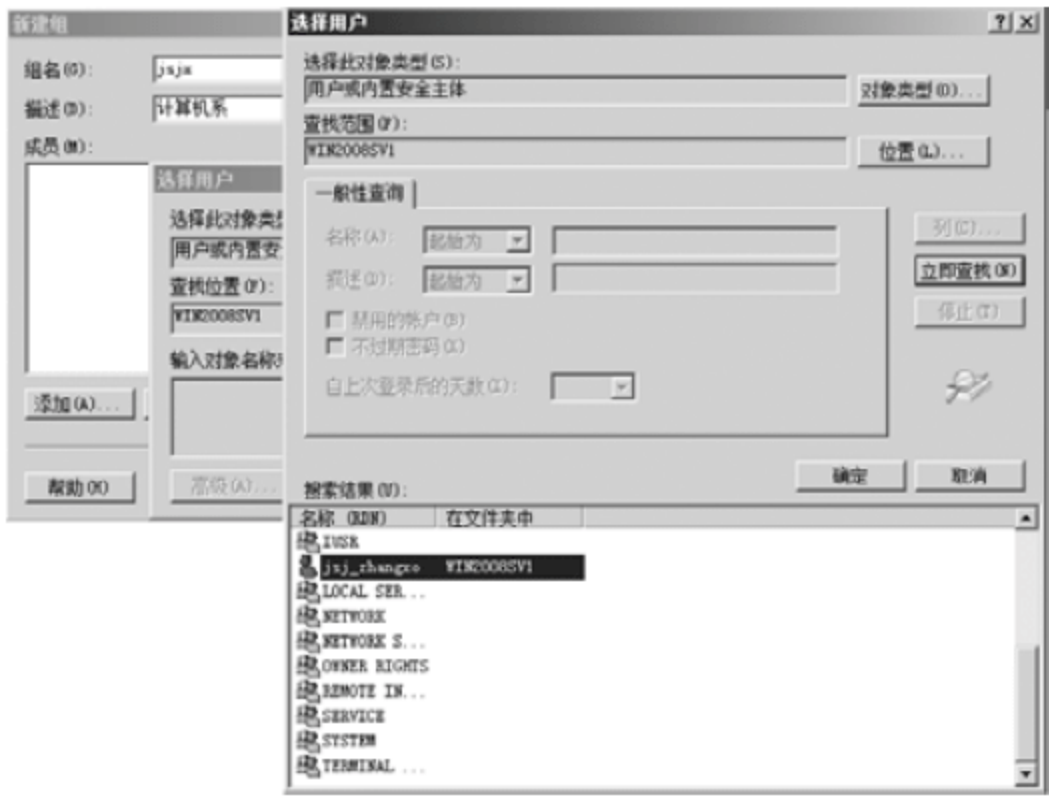 新建组
组名(G):
jsjx
描述(D):
计算机系
成员(M):
添加(A)...
帮助(H)
选择用户
选择此对象类型
用户或内置安
查找位置(F):
WIN2008SV1
输入对象名称
高级(A)...
选择用户
选择此对象类型(S):
用户或内置安全主体
对象类型(O)...
查找范围(F):
WIN2008SV1
位置(L)...
一般性查询
名称(A):
起始为
描述(D):
起始为
禁用的帐户(B)
不过期密码(X)
自上次登录后的天数(I):
列(C)...
立即查找(N)
停止(T)
确定
取消
搜索结果(U):
名称 (RDN) 在文件夹中
IUSR
jsj_zhangxo WIN2008SV1
LOCAL SER...
NETWORK
NETWORK S...
OWNER RIGHTS
REMOTE IN...
SERVICE
SYSTEM
TERMINAL ...